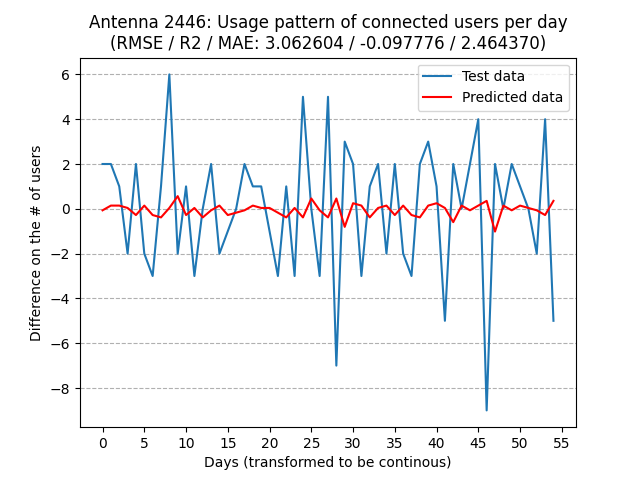 Antenna 2446: Usage pattern of connected users per day
(RMSE / R2 / MAE: 3.062604 / -0.097776 / 2.464370)
Test data
Predicted data
Difference on the # of users
6
4
2
0
−2
−4
−6
−8
0 5 10 15 20 25 30 35 40 45 50 55
Days (transformed to be continous)